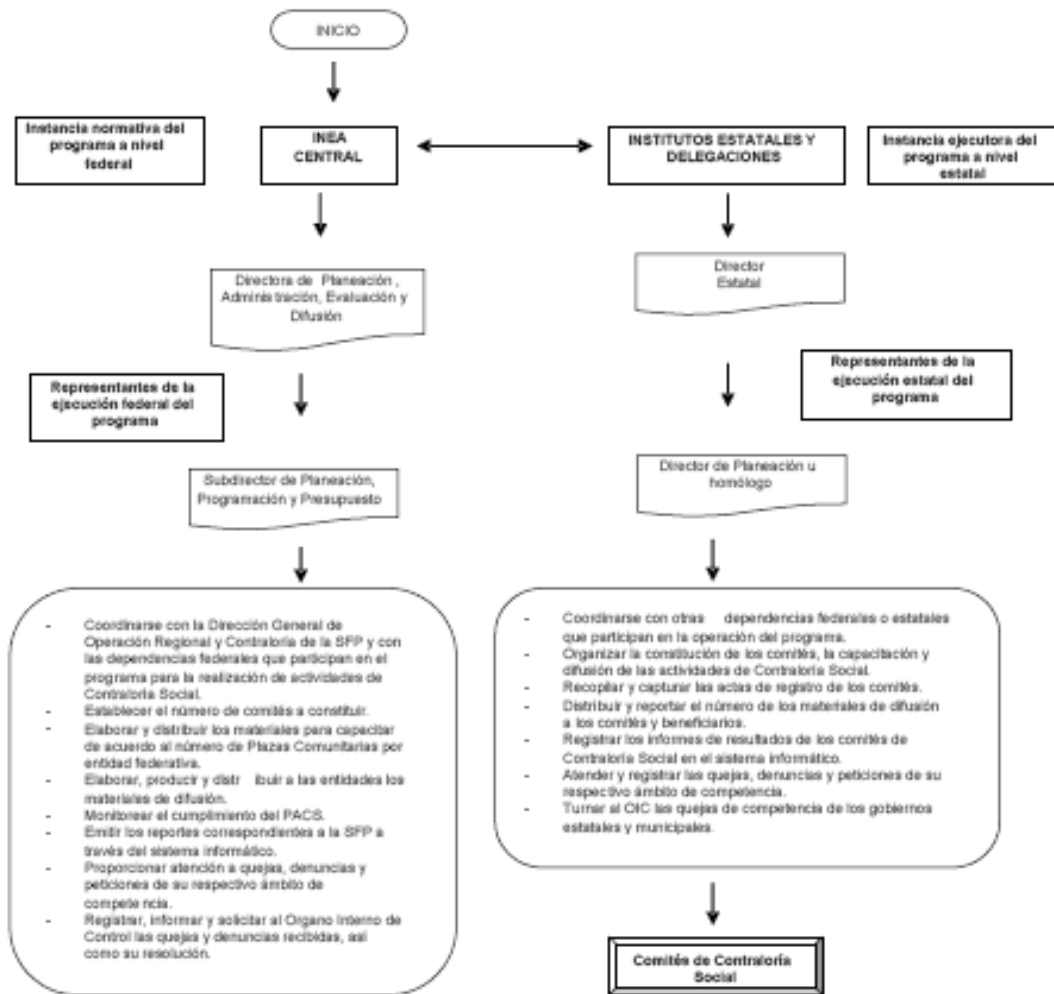 INICIO
Instancia normativa del
programa a nivel
federal
INEA
CENTRAL
INSTITUTOS ESTATALES Y
DELEGACIONES
Instancia ejecutora del
programa a nivel
estatal
Directora de Planeación ,
Administración, Evaluación y
Difusión
Director
Estatal
Representantes de la
ejecución federal del
programa
Representantes de la
ejecución estatal del
programa
Subdirector de Planeación,
Programación y Presupuesto
Director de Planeación u
homólogo
- Coordinarse con la Dirección General de
Operación Regional y Contraloría de la SFP y con
las dependencias federales que participan en el
programa para la realización de actividades de
Contraloría Social.
- Establecer el número de comités a constituir.
- Elaborar y distribuir los materiales para capacitar
de acuerdo al número de Plazas Comunitarias por
entidad federativa.
- Elaborar, producir y distr ibuir a las entidades los
materiales de difusión.
- Monitorear el cumplimiento del PACS.
- Emitir los reportes correspondientes a la SFP a
través del sistema informático.
- Proporcionar atención a quejas, denuncias y
peticiones de su respectivo ámbito de
compete ncia.
- Registrar, informar y solicitar al Organo Interno de
Control las quejas y denuncias recibidas, así
como su resolución.
- Coordinarse con otras dependencias federales o estatales
que participan en la operación del programa.
- Organizar la constitución de los comités, la capacitación y
difusión de las actividades de Contraloría Social.
- Recopilar y capturar las actas de registro de los comités.
- Distribuir y reportar el número de los materiales de difusión
a los comités y beneficiarios.
- Registrar los informes de resultados de los comités de
Contraloría Social en el sistema informático.
- Atender y registrar las quejas, denuncias y peticiones de su
respectivo ámbito de competencia.
- Turnar al OIC las quejas de competencia de los gobiernos
estatales y municipales.
Comités de Contraloría
Social